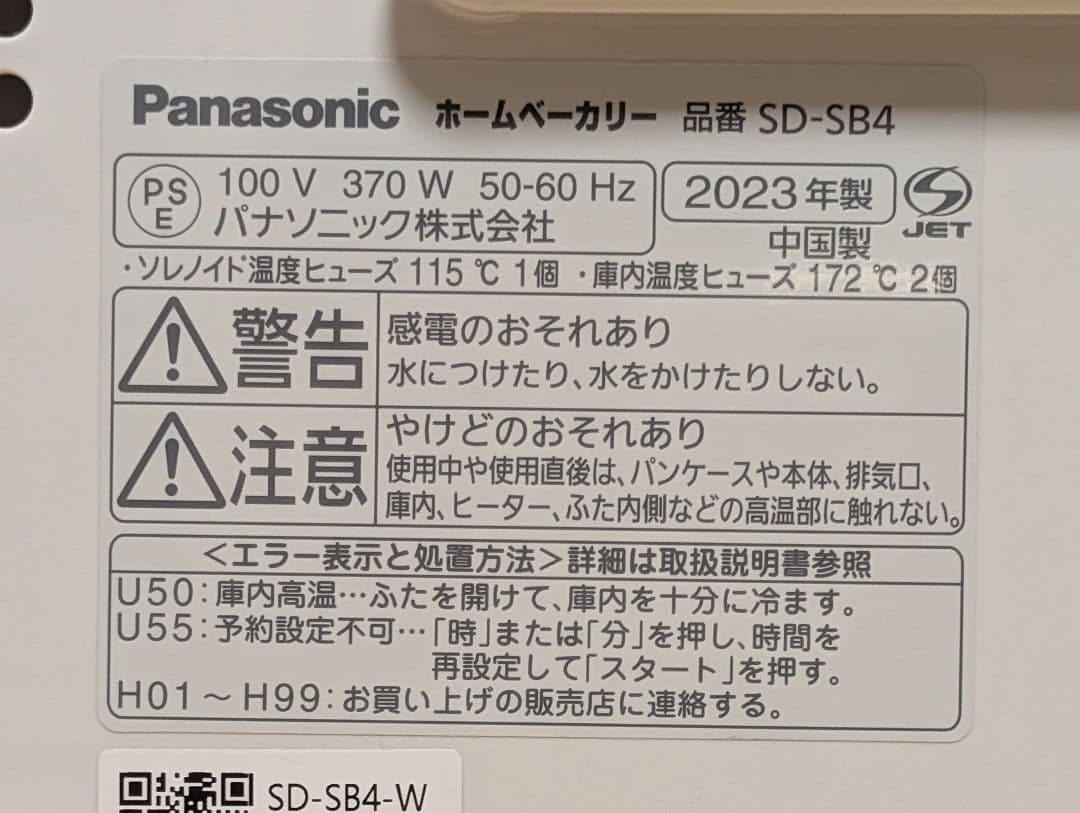 Panasonic ホームベーカリー 品番 SD-SB4
PS E 100 V 370 W 50-60 Hz
パナソニック株式会社
2023年製
JET
中国製
・ソレノイド温度ヒューズ 115 ℃ 1個 ・庫内温度ヒューズ 172 ℃ 2個
警告
感電のおそれあり
水につけたり、水をかけたりしない。
注意
やけどのおそれあり
使用中や使用直後は、パンケースや本体、排気口、
庫内、ヒーター、ふた内側などの高温部に触れない。
＜エラー表示と処置方法＞詳細は取扱説明書参照
U50：庫内高温…ふたを開けて、庫内を十分に冷ます。
U55：予約設定不可…「時」または「分」を押し、時間を
再設定して「スタート」を押す。
H01～H99：お買い上げの販売店に連絡する。
SD-SB4-W